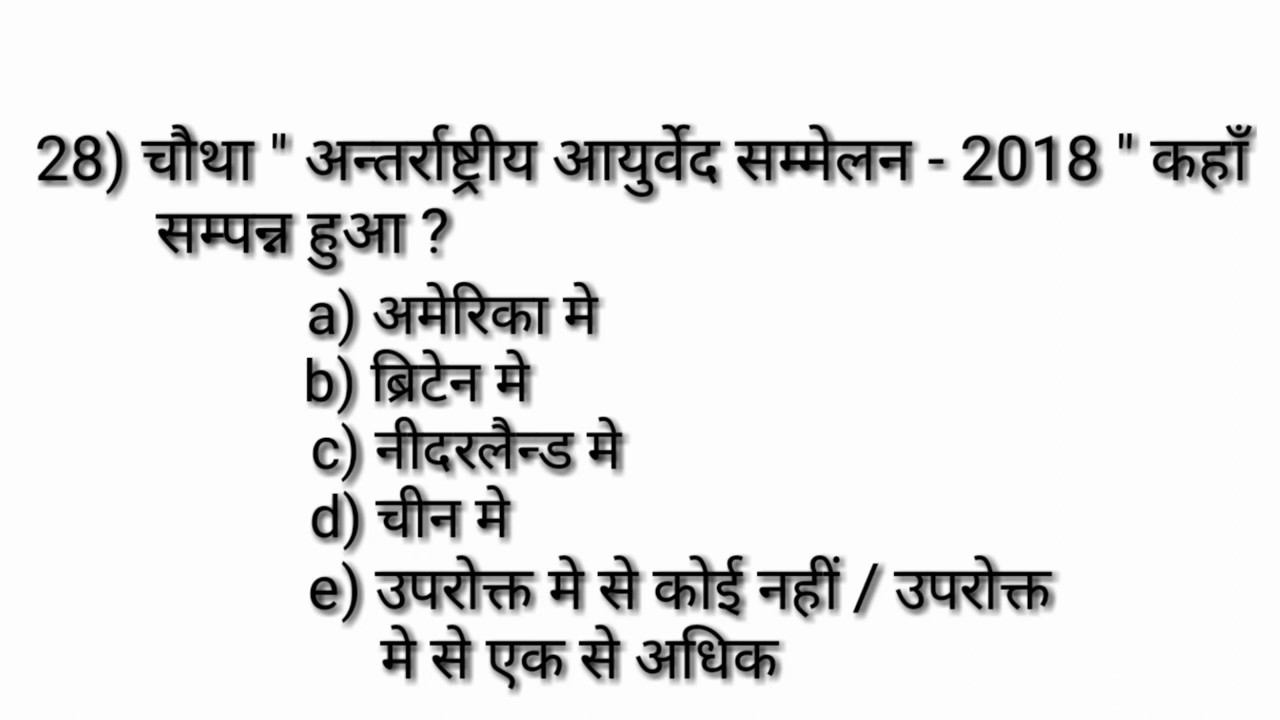 28) चौथा " अन्तर्राष्ट्रीय आयुर्वेद सम्मेलन - 2018 " कहाँ
सम्पन्न हुआ ?
a) अमेरिका मे
b) ब्रिटेन मे
c) नीदरलैन्ड मे
d) चीन मे
e) उपरोक्त मे से कोई नहीं / उपरोक्त
मे से एक से अधिक